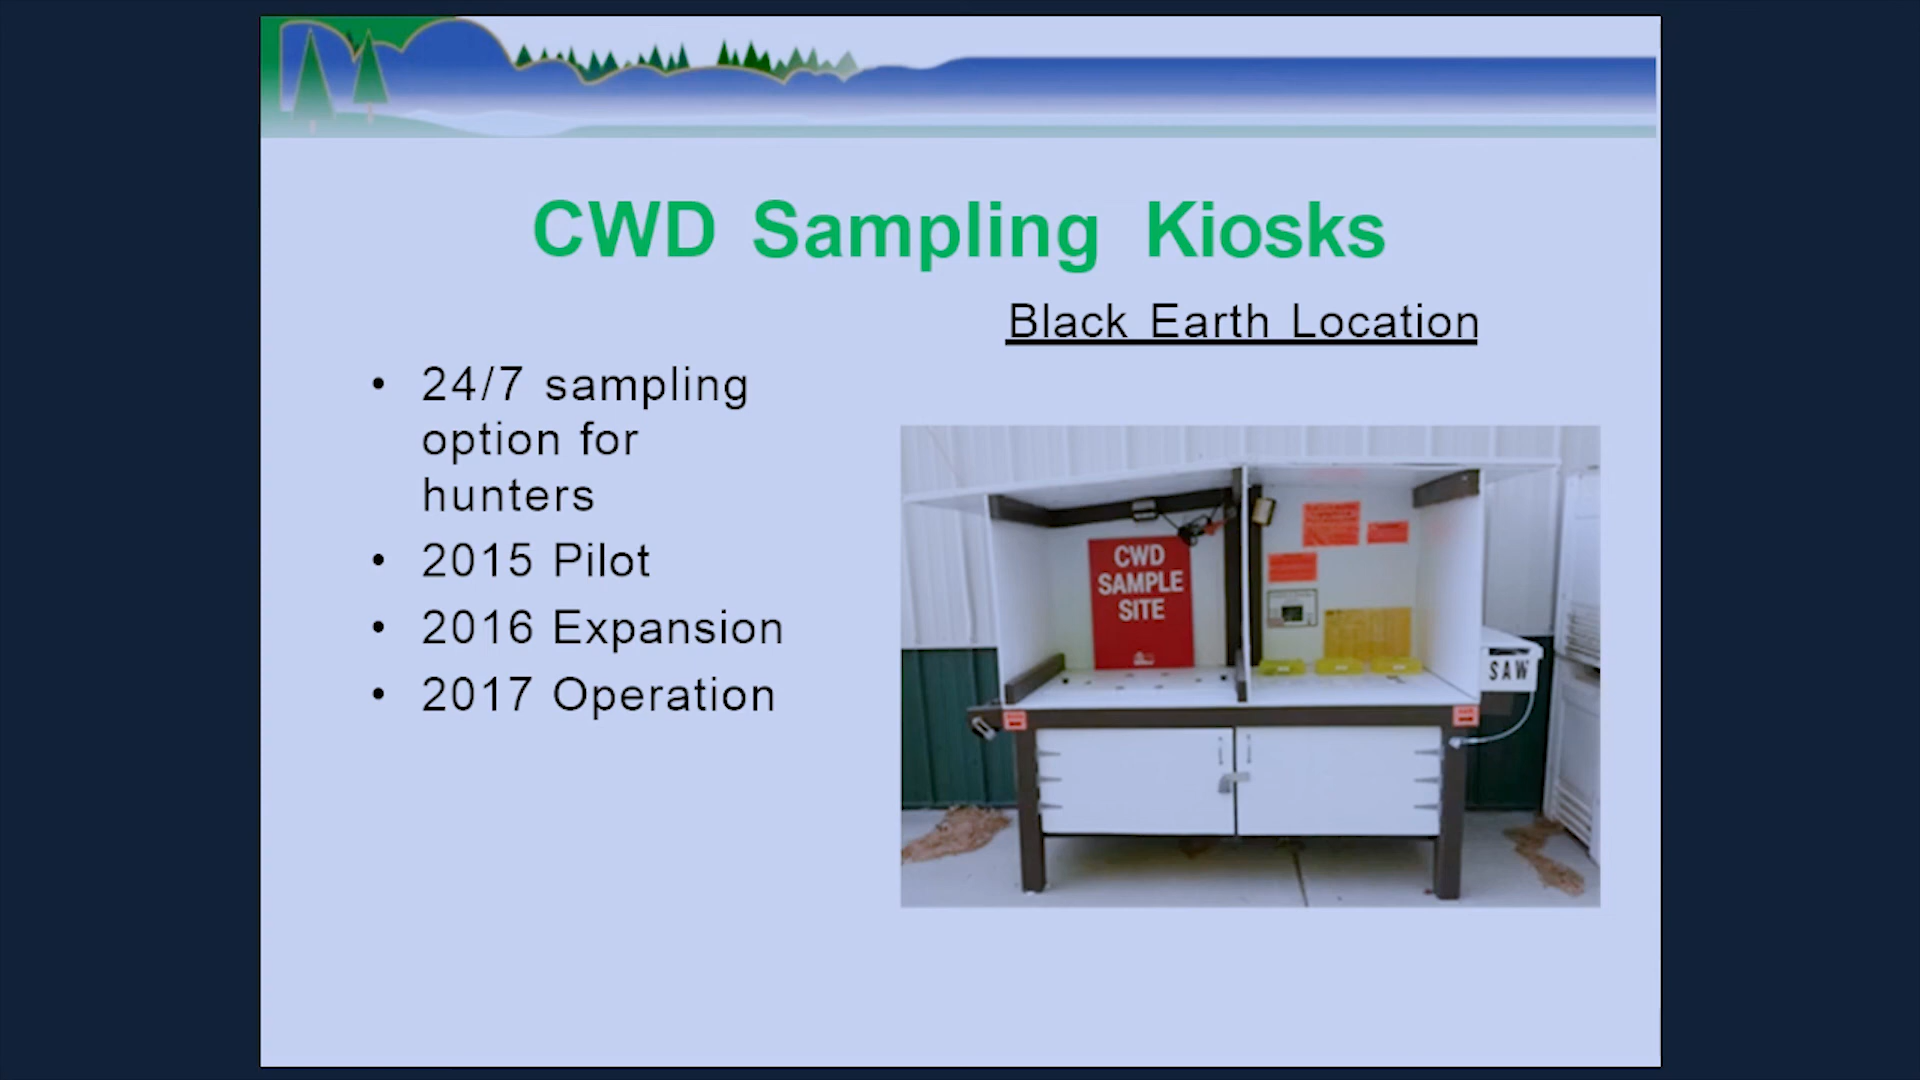 CWD Sampling Kiosks
Black Earth Location
• 24/7 sampling
option for
hunters
• 2015 Pilot
• 2016 Expansion
• 2017 Operation
CWD
SAMPLE
SITE
SAW